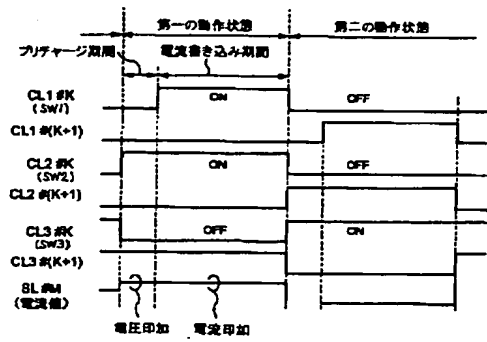 第一の動作状態 第二の動作状態
プリチャージ期間 電流書き込み期間
CL1 #K ON OFF
(SW1)
CL1 #(K+1)
CL2 #K ON OFF
(SW2)
CL2 #(K+1)
CL3 #K OFF ON
(SW3)
CL3 #(K+1)
SL #M
(電流値)
電圧印加 電流印加